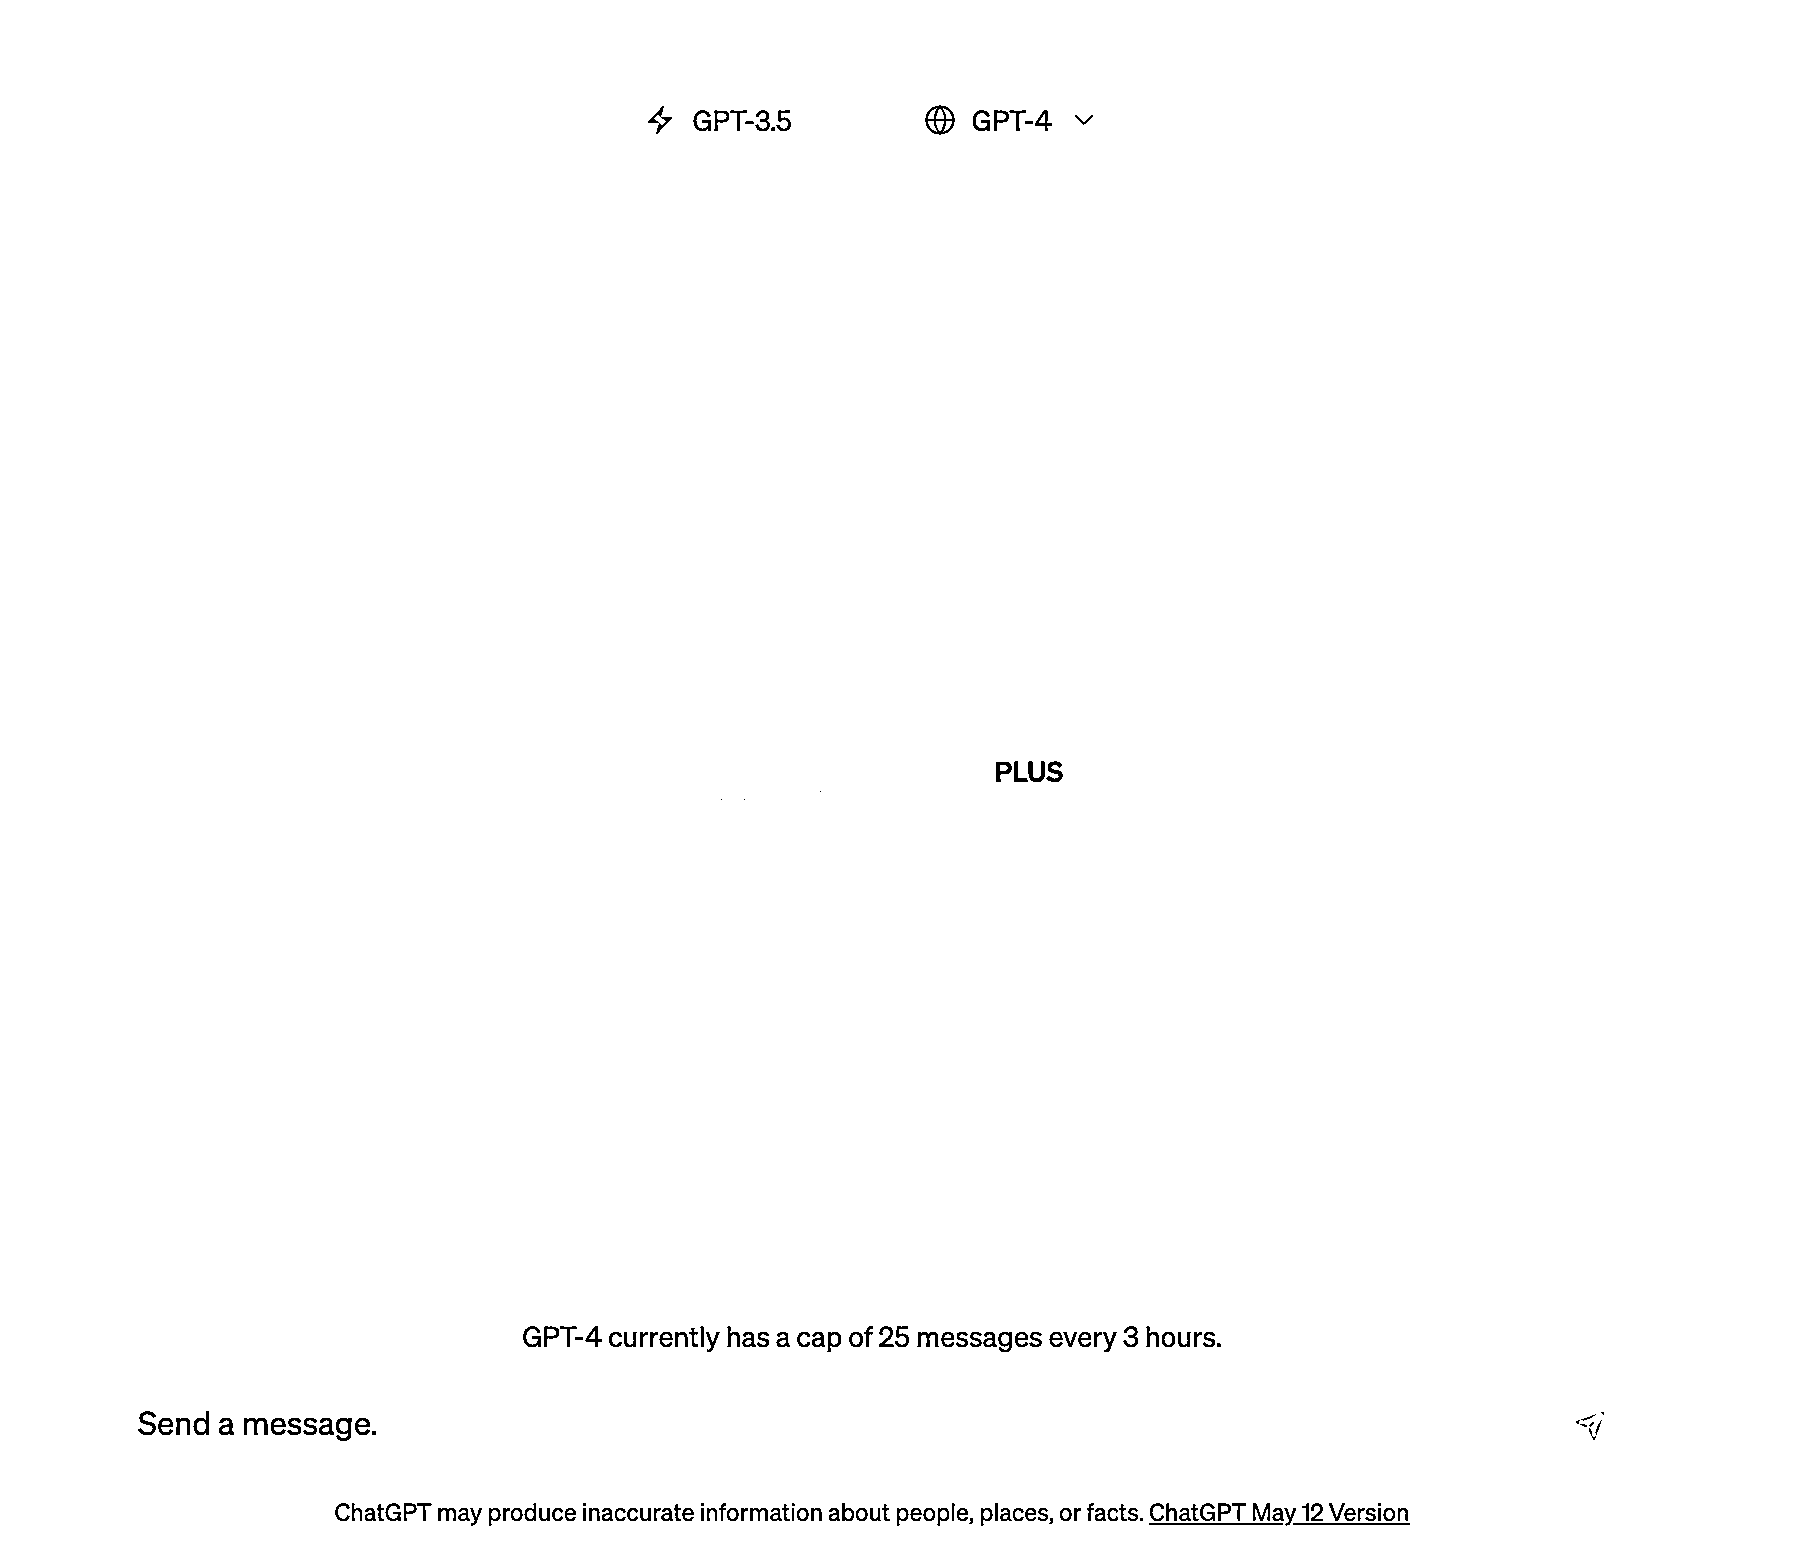 GPT-3.5 GPT-4
PLUS
GPT-4 currently has a cap of 25 messages every 3 hours.
Send a message.
ChatGPT may produce inaccurate information about people, places, or facts. ChatGPT May 12 Version